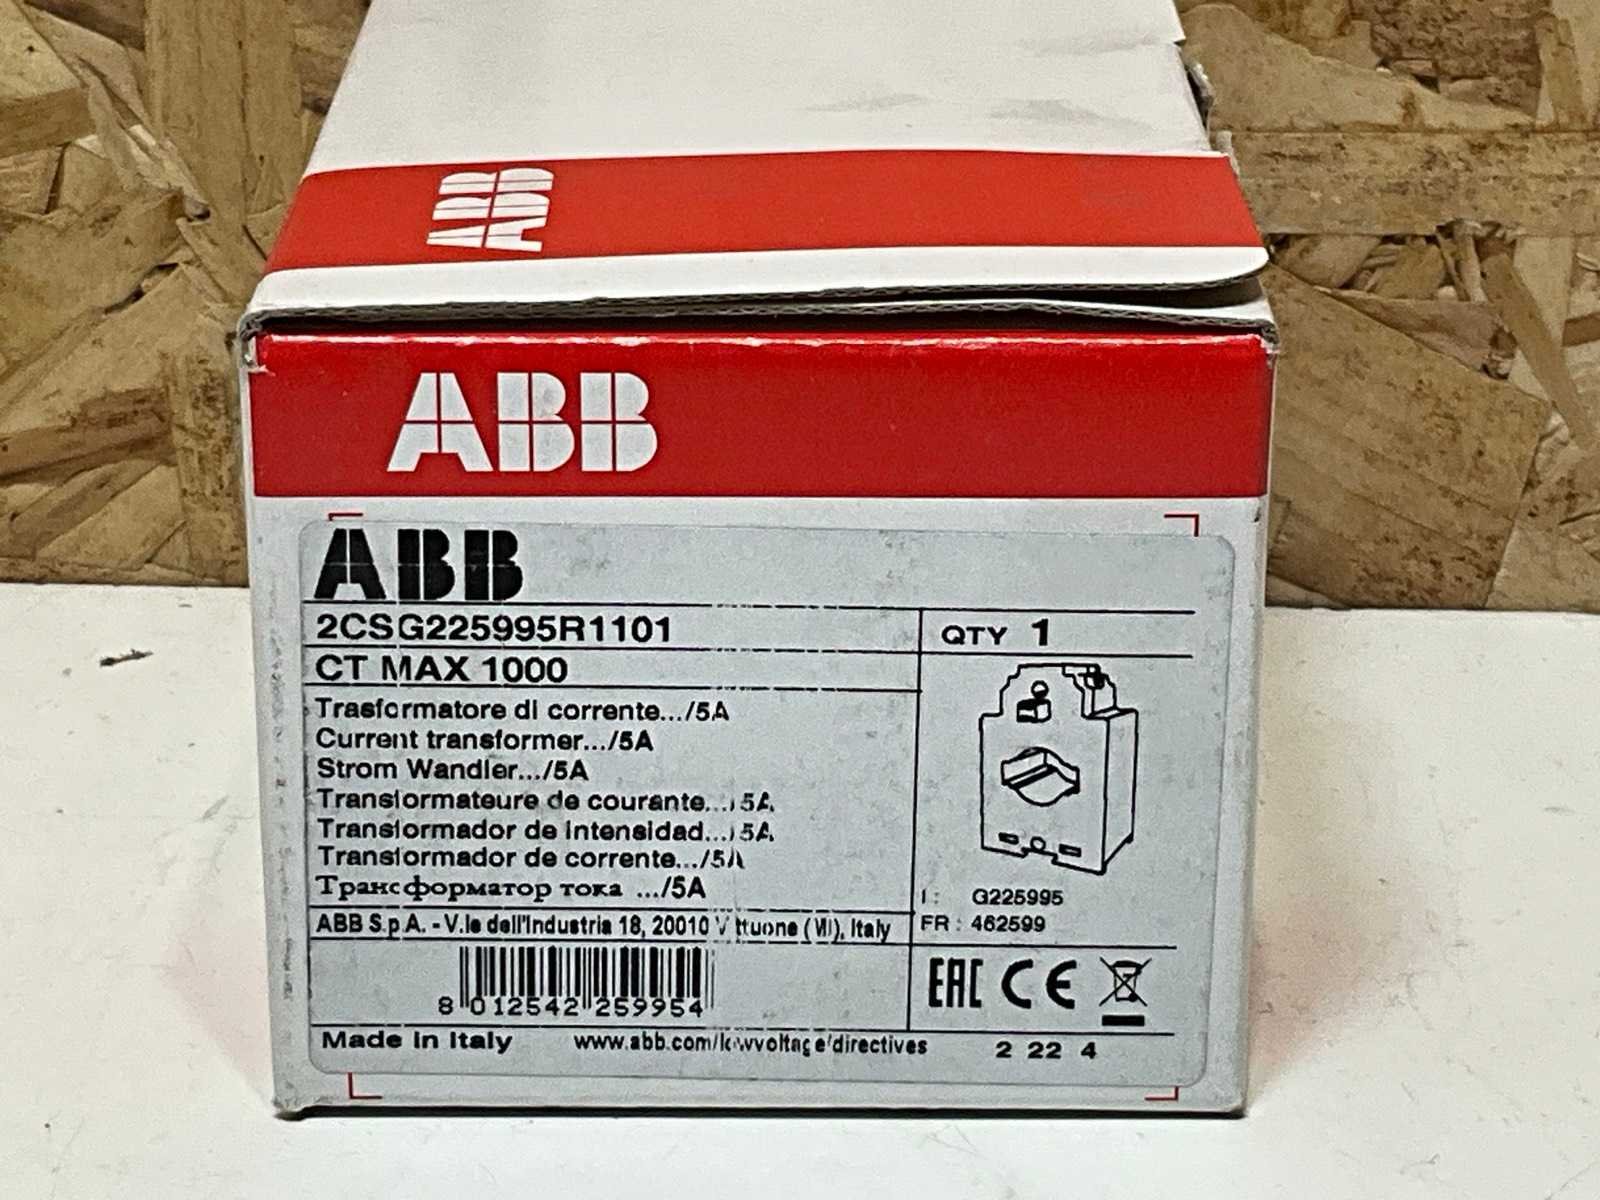 ABB
ABB
ABB
2CSG225995R1101
QTY 1
CT MAX 1000
Trasformatore di corrente.../5A
Current transformer.../5A
Strom Wandler.../5A
Transformateure de courante.../5A
Transformador de intensidad.../5A
Transformador de corrente.../5A
Трансформатор тока .../5A
I : G225995
FR : 462599
ABB S.p.A. - V.le dell'Industria 18, 20010 Vittuone (MI), Italy
8 012542 259954
EAC CE
Made in Italy www.abb.com/lowvoltage/directives 2 22 4